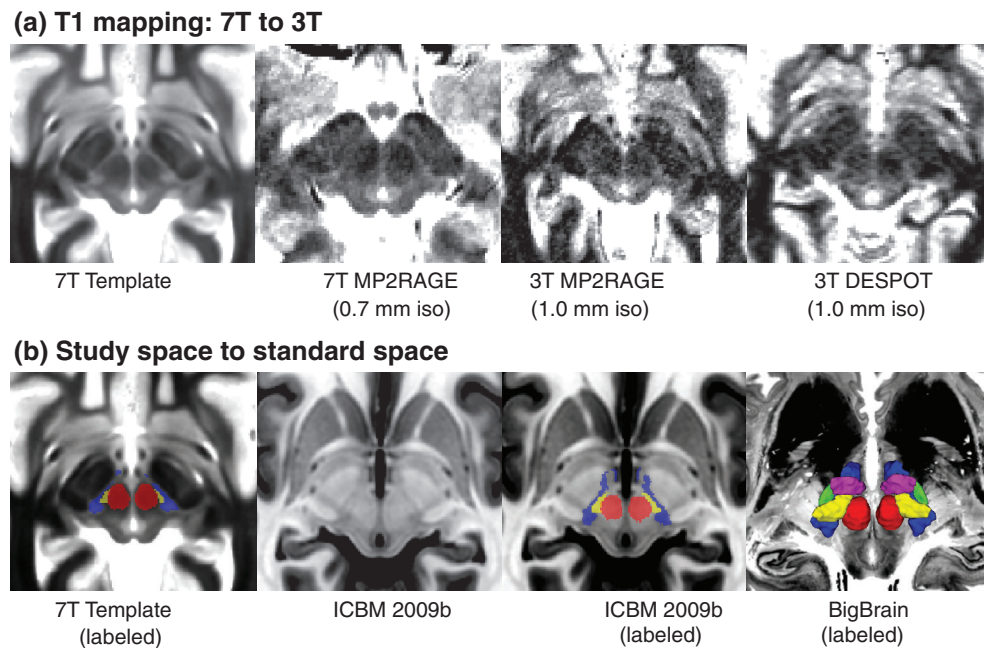 (a) T1 mapping: 7T to 3T
7T Template
7T MP2RAGE
(0.7 mm iso)
3T MP2RAGE
(1.0 mm iso)
3T DESPOT
(1.0 mm iso)
(b) Study space to standard space
7T Template
(labeled)
ICBM 2009b
ICBM 2009b
(labeled)
BigBrain
(labeled)